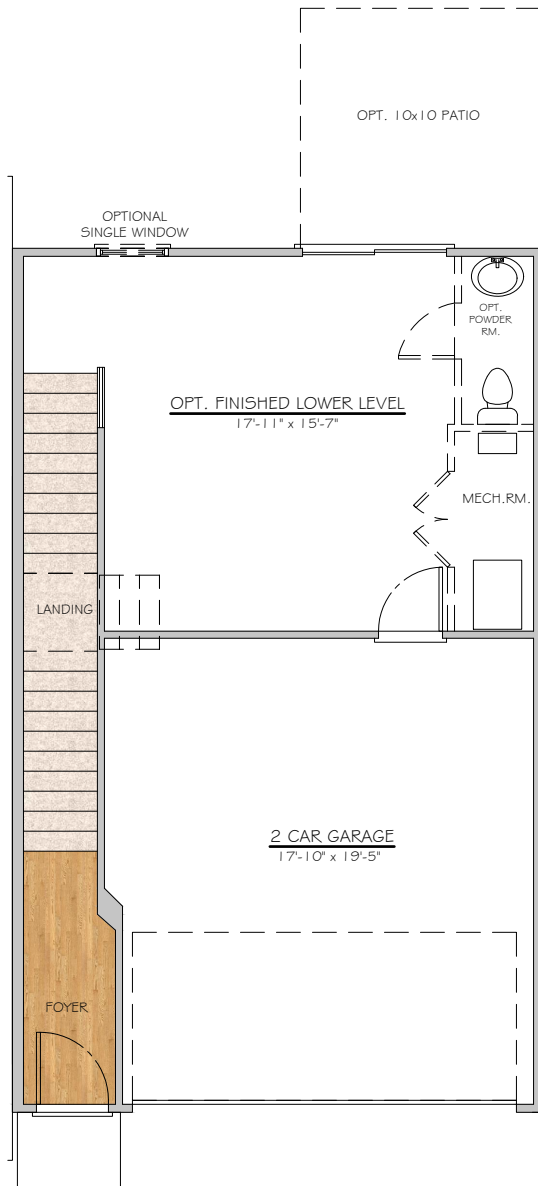 OPT. 10x10 PATIO
OPTIONAL
SINGLE WINDOW
OPT.
POWDER
RM.
OPT. FINISHED LOWER LEVEL
17'-11" x 15'-7"
MECH.RM.
LANDING
2 CAR GARAGE
17'-10" x 19'-5"
FOYER